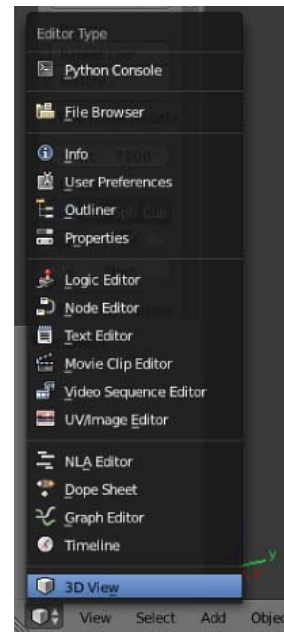 Editor Type
Python Console
File Browser
Info
User Preferences
Outliner
Properties
Logic Editor
Node Editor
Text Editor
Movie Clip Editor
Video Sequence Editor
UV/Image Editor
NLA Editor
Dope Sheet
Graph Editor
Timeline
3D View
y
View Select Add Objec